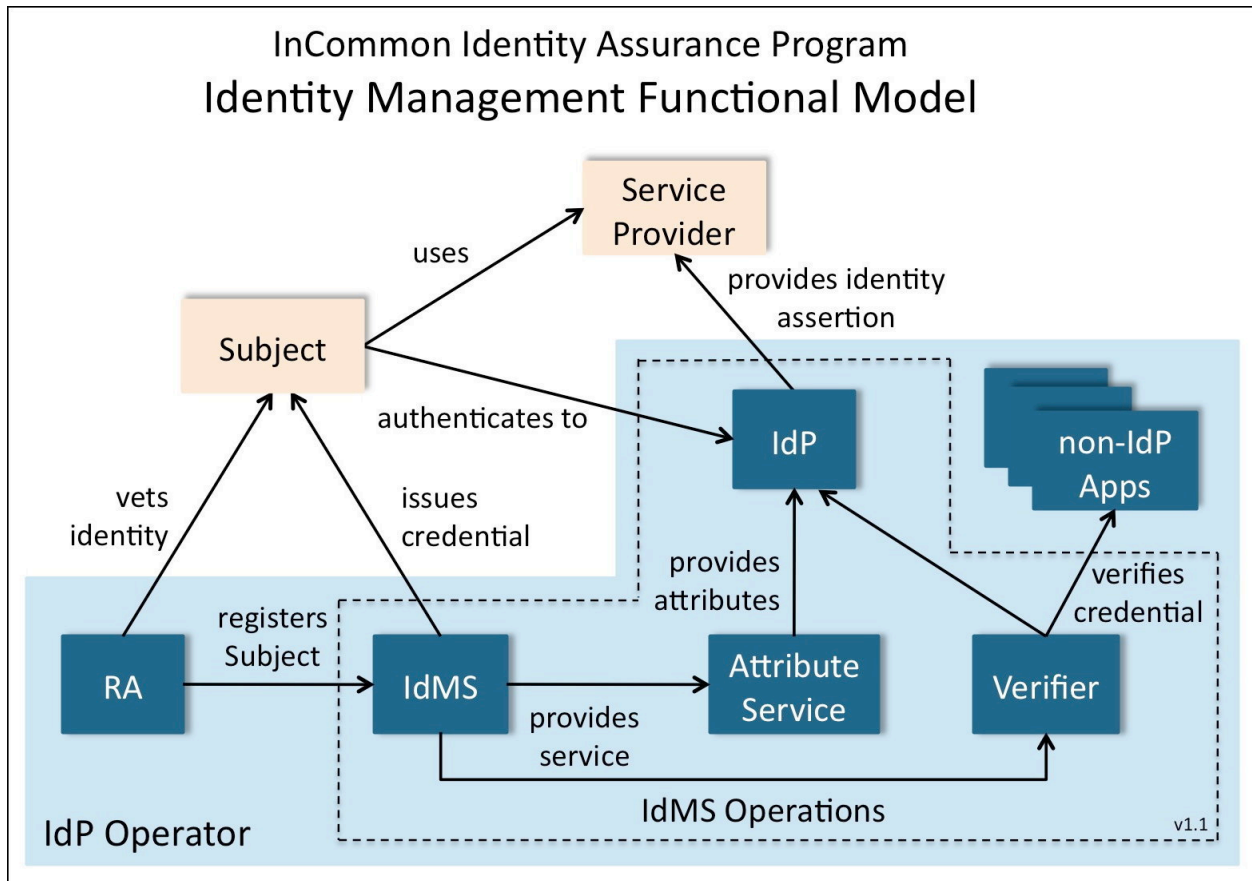 InCommon Identity Assurance Program
Identity Management Functional Model
Service
Provider
uses
provides identity
assertion
Subject
authenticates to
IdP
non-IdP
Apps
vets
identity
issues
credential
provides
attributes
verifies
credential
registers
Subject
RA
IdMS
Attribute
Service
Verifier
provides
service
IdMS Operations
IdP Operator
v1.1